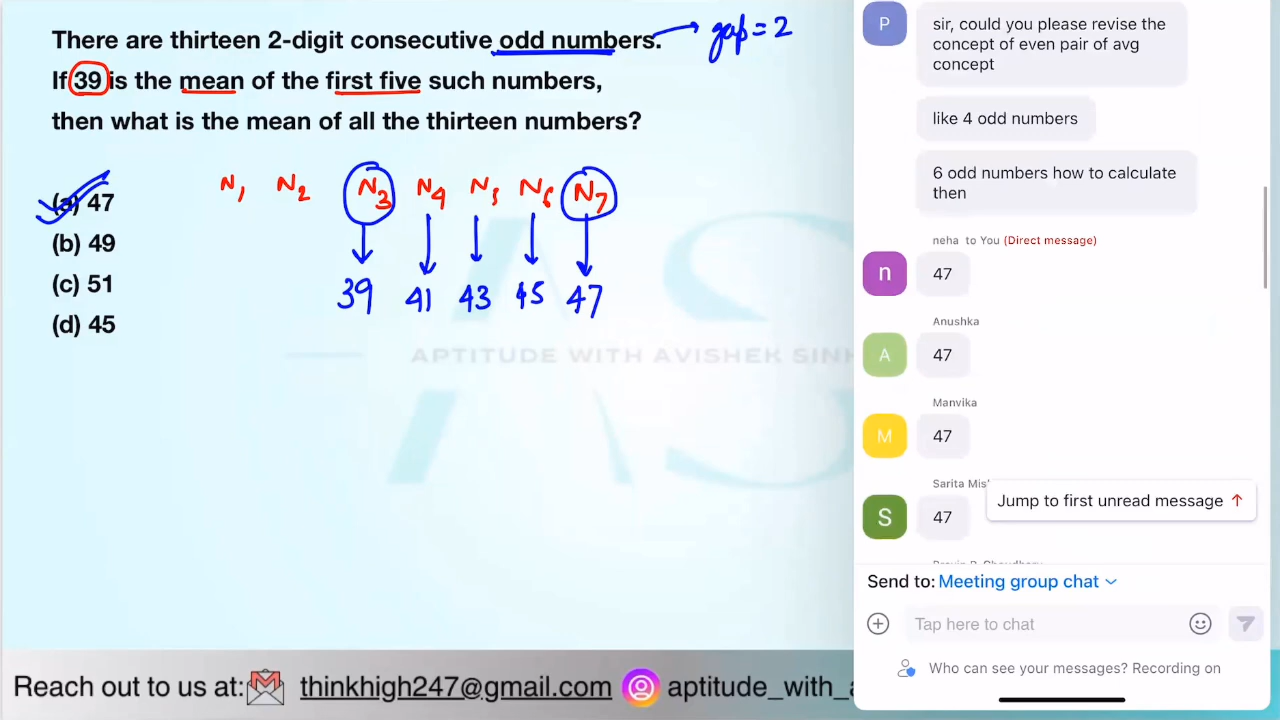 There are thirteen 2-digit consecutive odd numbers. → gap = 2
If 39 is the mean of the first five such numbers,
then what is the mean of all the thirteen numbers?
N1 N2 N3 N4 N5 N6 N7
(a) 47
(b) 49
(c) 51
(d) 45
39 41 43 45 47
APTITUDE WITH AVISHEK SINH
Reach out to us at: thinkhigh247@gmail.com aptitude_with_a
P
sir, could you please revise the
concept of even pair of avg
concept
like 4 odd numbers
6 odd numbers how to calculate
then
neha to You (Direct message)
n
47
Anushka
A
47
Manvika
M
47
Sarita Mis
S
47
Jump to first unread message ↑
Send to: Meeting group chat
Tap here to chat
Who can see your messages? Recording on